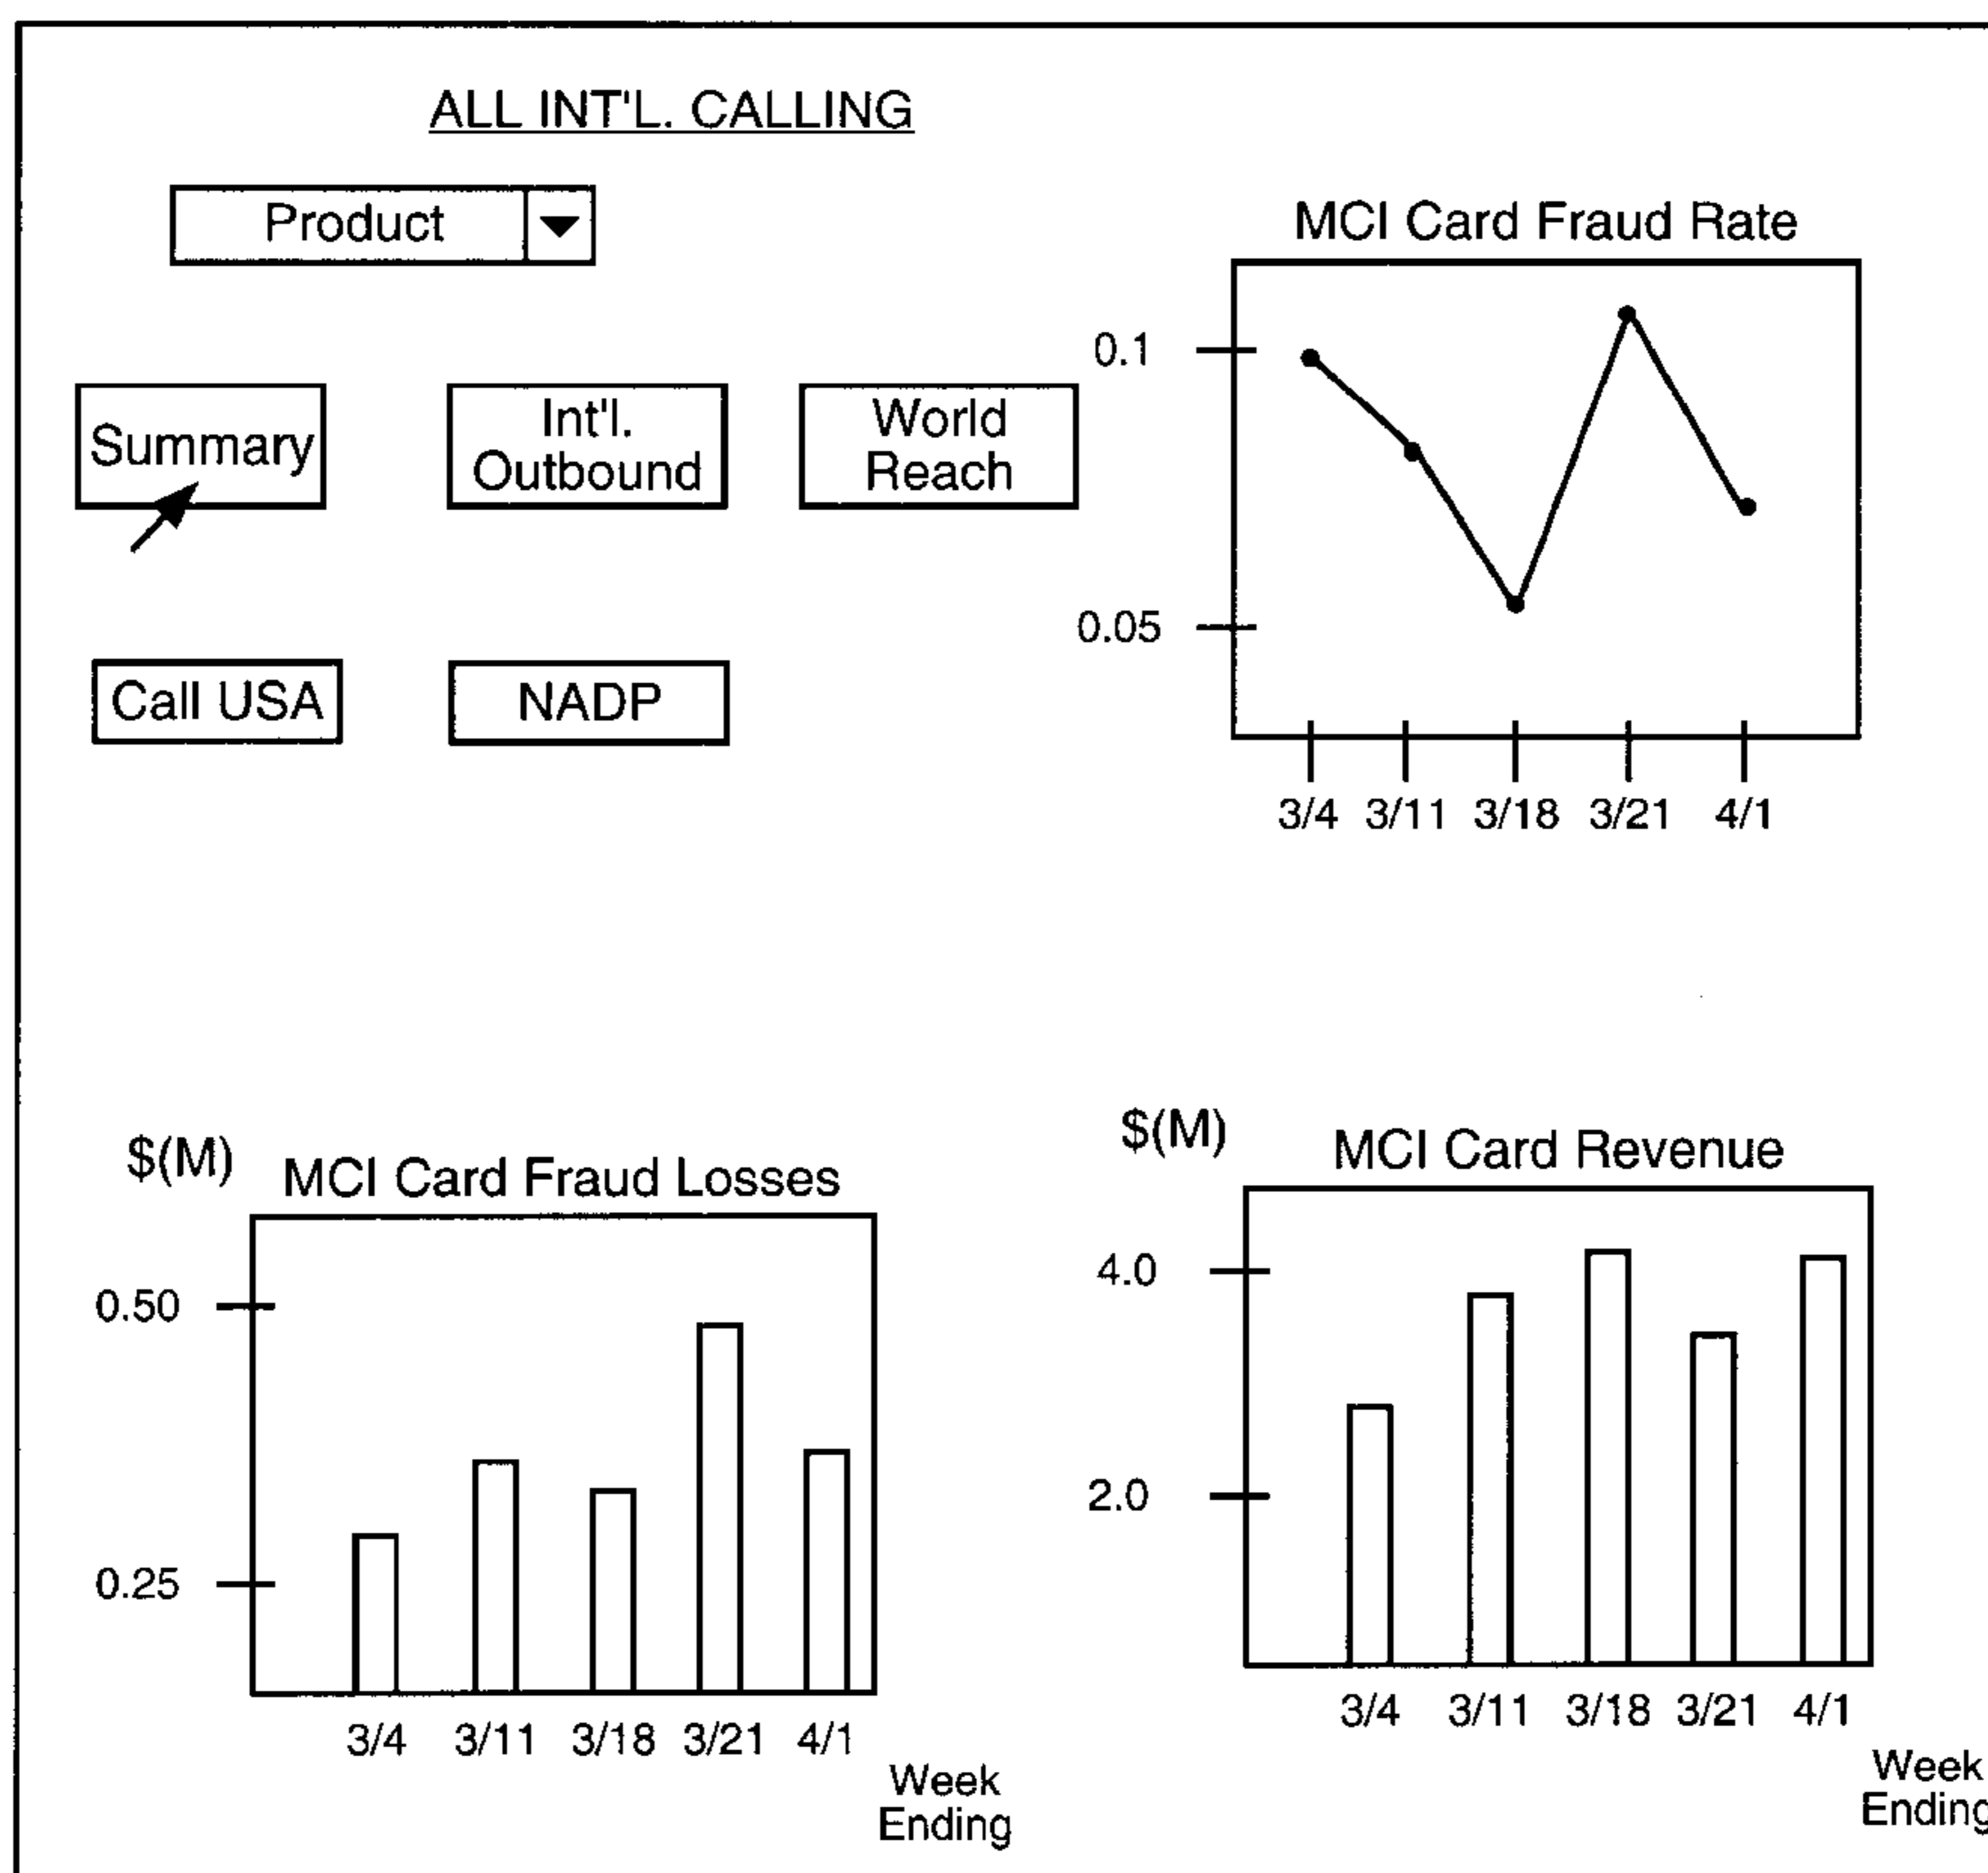 ALL INT'L. CALLING
Product
Summary
Int'l.
Outbound
World
Reach
Call USA
NADP
MCI Card Fraud Rate
0.1
0.05
3/4 3/11 3/18 3/21 4/1
$(M)
MCI Card Fraud Losses
0.50
0.25
3/4 3/11 3/18 3/21 4/1
Week
Ending
$(M)
MCI Card Revenue
4.0
2.0
3/4 3/11 3/18 3/21 4/1
Week
Ending